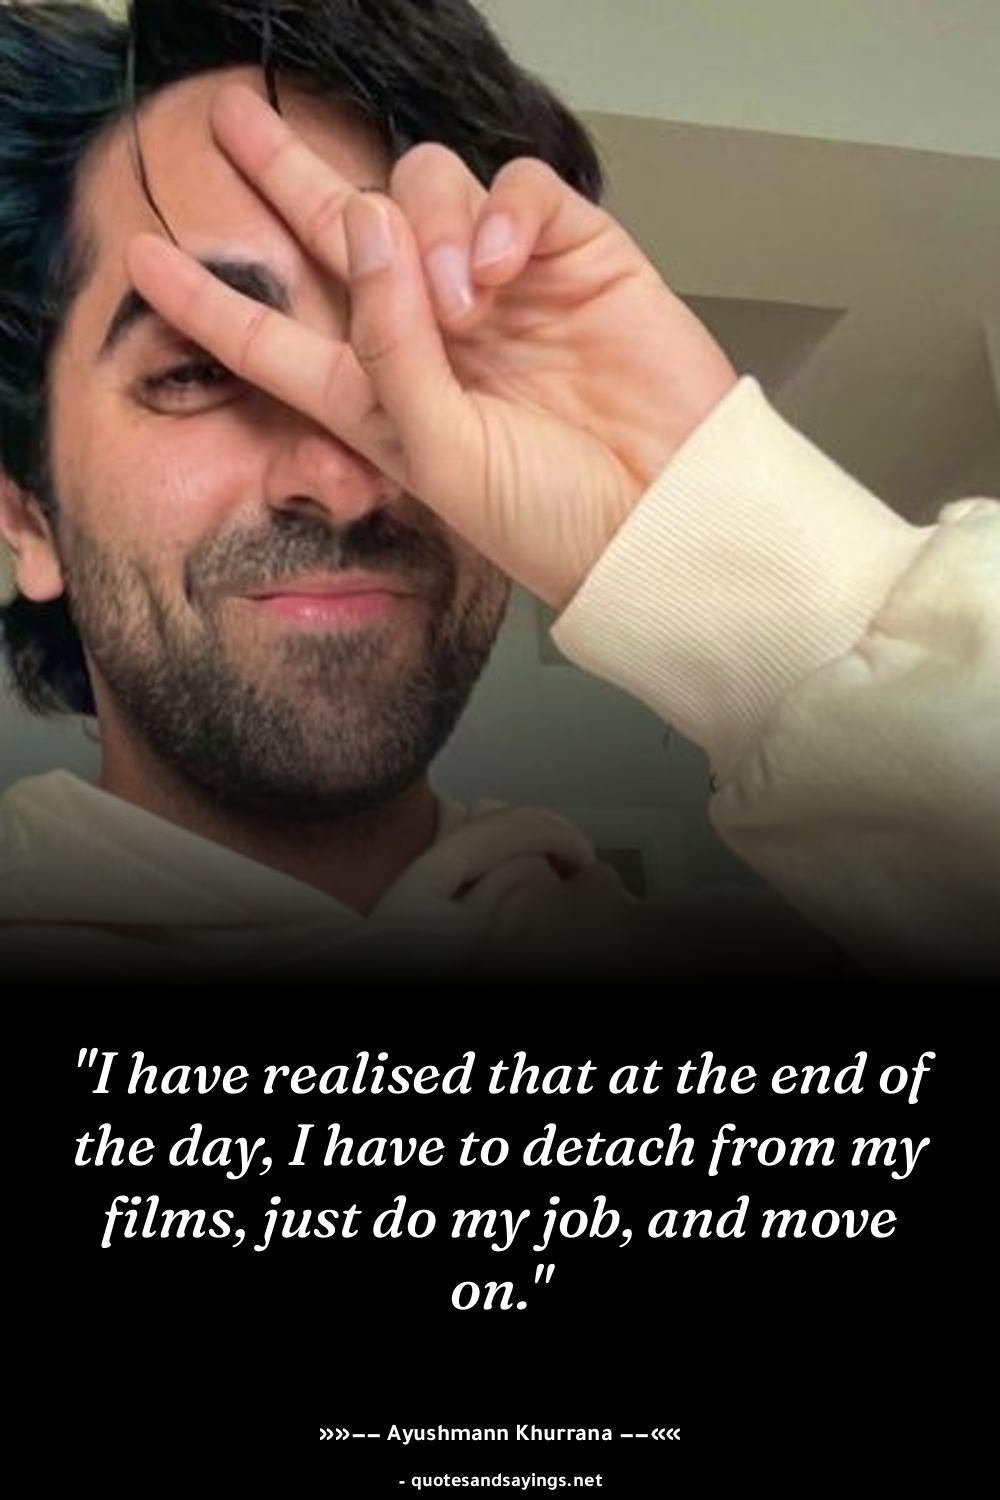 "I have realised that at the end of
the day, I have to detach from my
films, just do my job, and move
on."
»»–– Ayushmann Khurrana ––««
- quotesandsayings.net